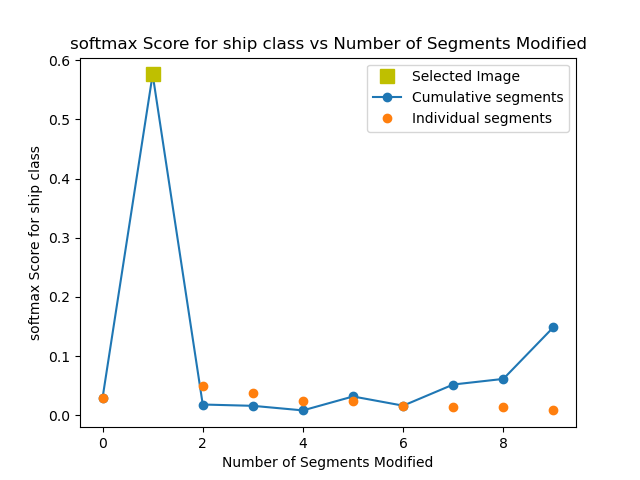 softmax Score for ship class vs Number of Segments Modified
Selected Image
Cumulative segments
Individual segments
softmax Score for ship class
0.6
0.5
0.4
0.3
0.2
0.1
0.0
0 2 4 6 8
Number of Segments Modified